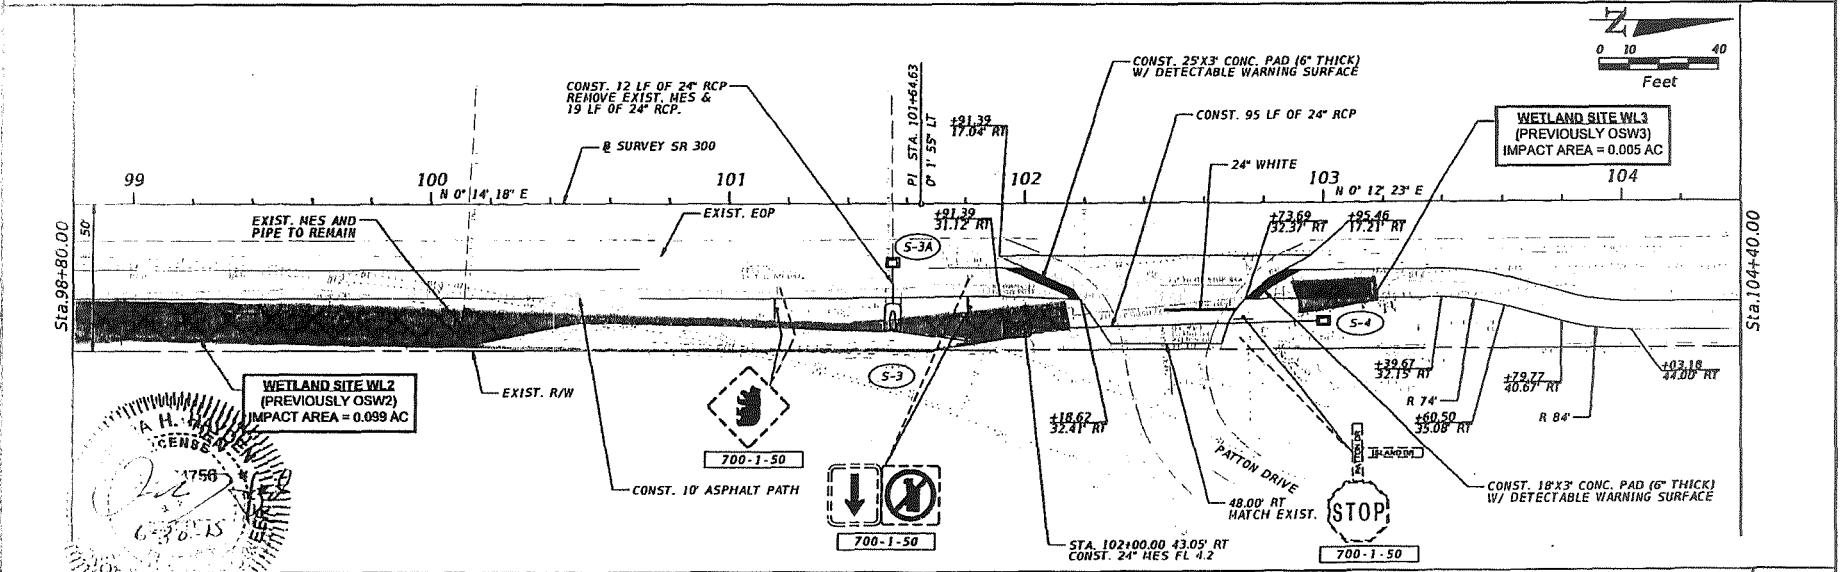 N
0 10 40
Feet
CONST. 12 LF OF 24" RCP
REMOVE EXIST. MES &
19 LF OF 24" RCP.
PI STA. 101+64.63
0° 1' 55" LT
CONST. 25'X3' CONC. PAD (6" THICK)
W/ DETECTABLE WARNING SURFACE
+91.39
17.04' RT
CONST. 95 LF OF 24" RCP
WETLAND SITE WL3
(PREVIOUSLY OSW3)
IMPACT AREA = 0.005 AC
℄ SURVEY SR 300
24" WHITE
99 100 101 102 103 104
N 0° 14' 18" E
N 0° 12' 23" E
Sta.98+80.00
50'
EXIST. MES AND
PIPE TO REMAIN
EXIST. EOP
+91.39
31.12' RT
S-3A
+73.69
32.37' RT
+95.46
17.21' RT
Sta.104+40.00
S-4
S-3
WETLAND SITE WL2
(PREVIOUSLY OSW2)
IMPACT AREA = 0.099 AC
EXIST. R/W
+18.62
32.41' RT
+39.67
32.15' RT
R 74'
+60.50
35.08' RT
+79.77
40.67' RT
R 84'
+03.18
44.00' RT
A H.
CENSE
4756
6-30-15
700-1-50
CONST. 10' ASPHALT PATH
700-1-50
PATTON DRIVE
48.00' RT
MATCH EXIST.
PATTON DR
ISLAND DR
STOP
700-1-50
CONST. 18'X3' CONC. PAD (6" THICK)
W/ DETECTABLE WARNING SURFACE
STA. 102+00.00 43.05' RT
CONST. 24" MES FL 4.2